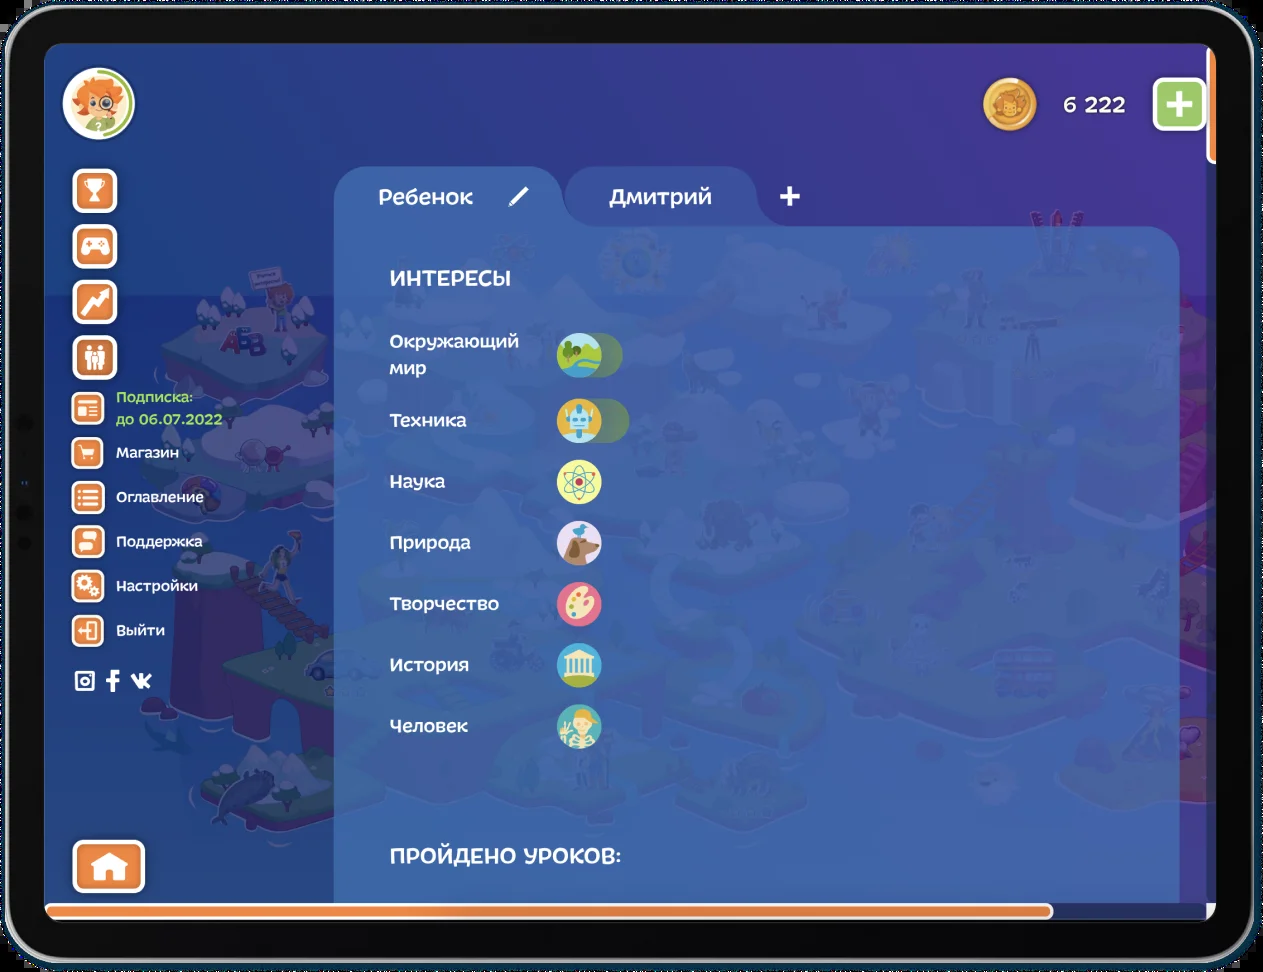 6 222
Ребенок
Дмитрий
ИНТЕРЕСЫ
Окружающий
мир
Техника
Наука
Природа
Творчество
История
Человек
ПРОЙДЕНО УРОКОВ:
Подписка:
до 06.07.2022
Магазин
Оглавление
Поддержка
Настройки
Выйти
АБВ